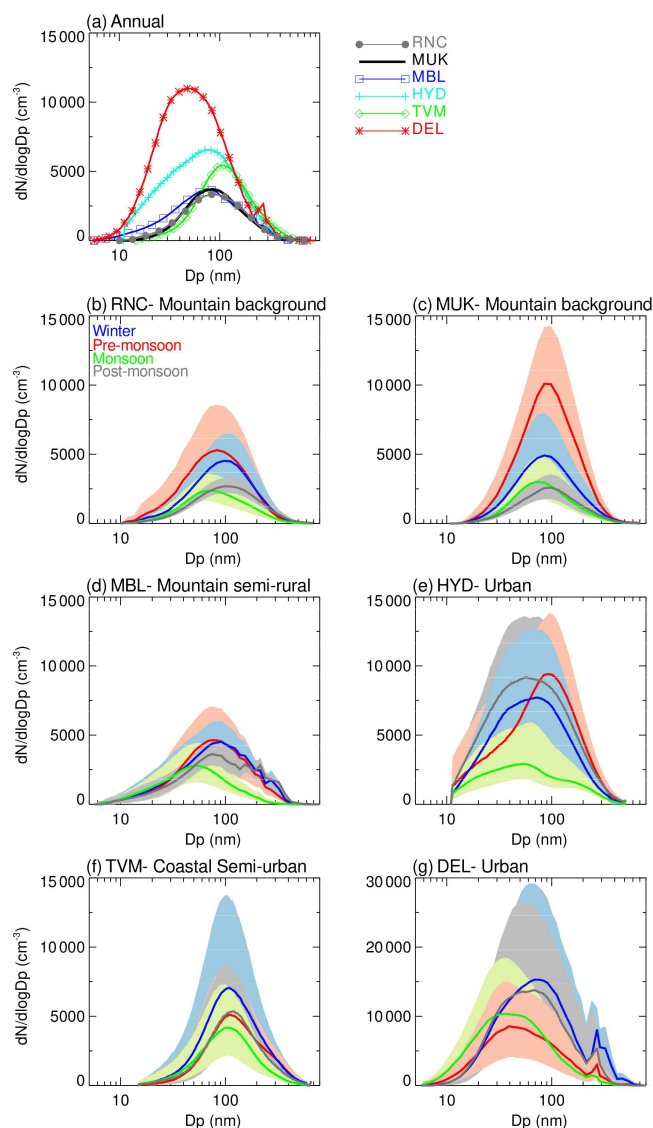 (a) Annual
15 000
10 000
5000
0
dN/dlogDp (cm-3)
10
100
Dp (nm)
RNC
MUK
MBL
HYD
TVM
DEL
(b) RNC- Mountain background
15 000
10 000
5000
0
dN/dlogDp (cm-3)
Winter
Pre-monsoon
Monsoon
Post-monsoon
10
100
Dp (nm)
(c) MUK- Mountain background
15 000
10 000
5000
0
10
100
Dp (nm)
(d) MBL- Mountain semi-rural
15 000
10 000
5000
0
dN/dlogDp (cm-3)
10
100
Dp (nm)
(e) HYD- Urban
15 000
10 000
5000
0
10
100
Dp (nm)
(f) TVM- Coastal Semi-urban
15 000
10 000
5000
0
dN/dlogDp (cm-3)
10
100
Dp (nm)
(g) DEL- Urban
30 000
20 000
10 000
0
10
100
Dp (nm)